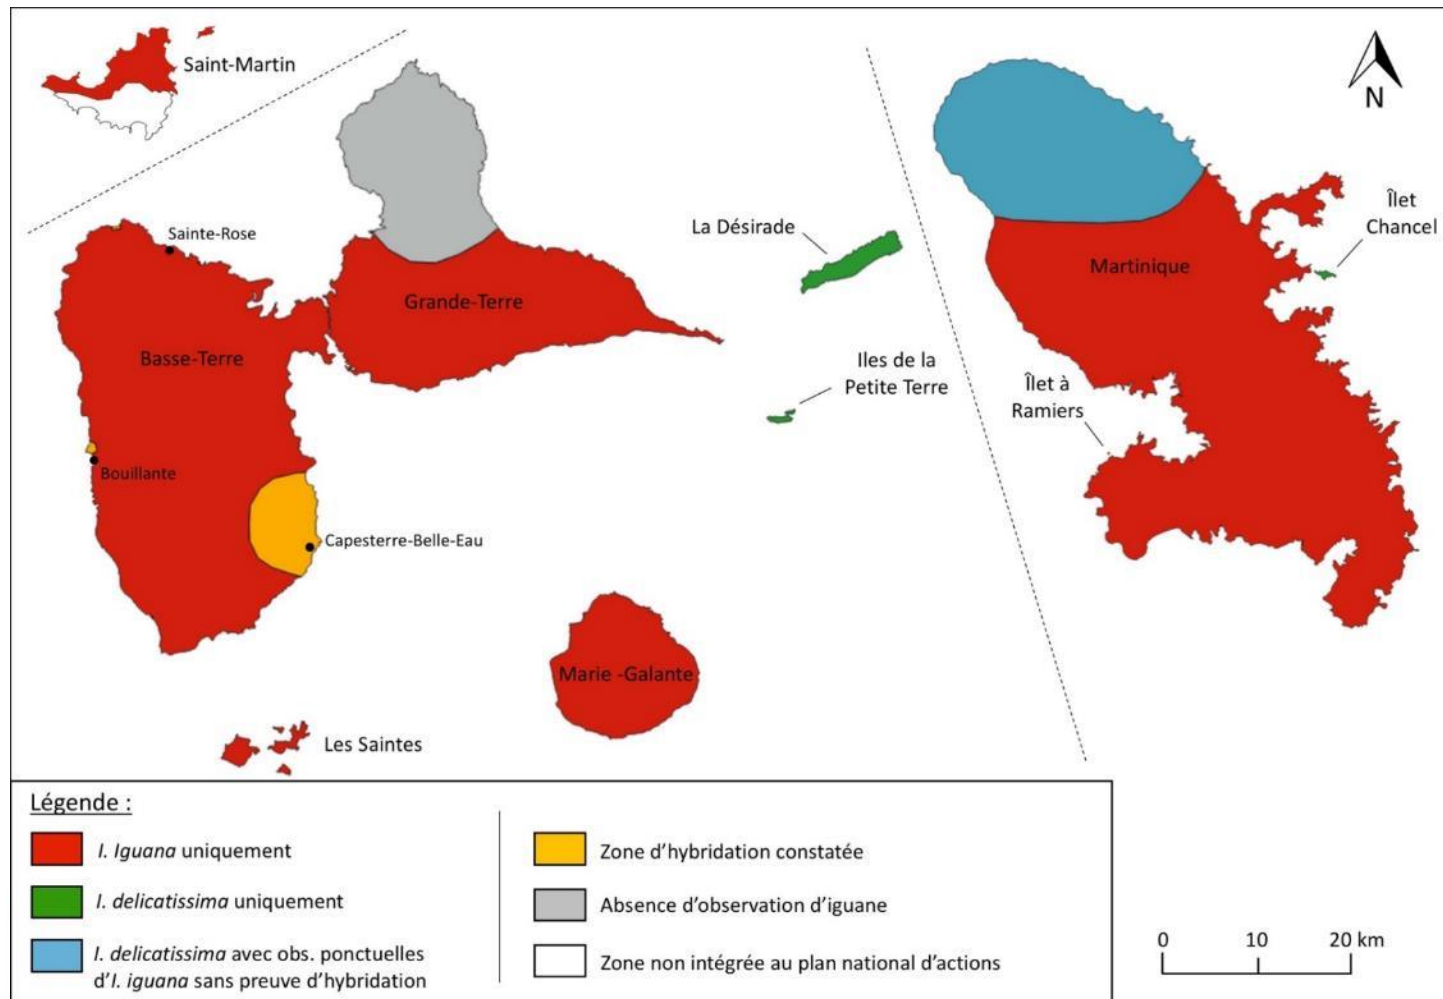 Saint-Martin
N
Sainte-Rose
Grande-Terre
Basse-Terre
Bouillante
Capesterre-Belle-Eau
La Désirade
Iles de la
Petite Terre
Marie -Galante
Les Saintes
Martinique
Îlet
Chancel
Îlet à
Ramiers
Légende :
I. Iguana uniquement
I. delicatissima uniquement
I. delicatissima avec obs. ponctuelles
d'I. iguana sans preuve d'hybridation
Zone d'hybridation constatée
Absence d'observation d'iguane
Zone non intégrée au plan national d'actions
0 10 20 km